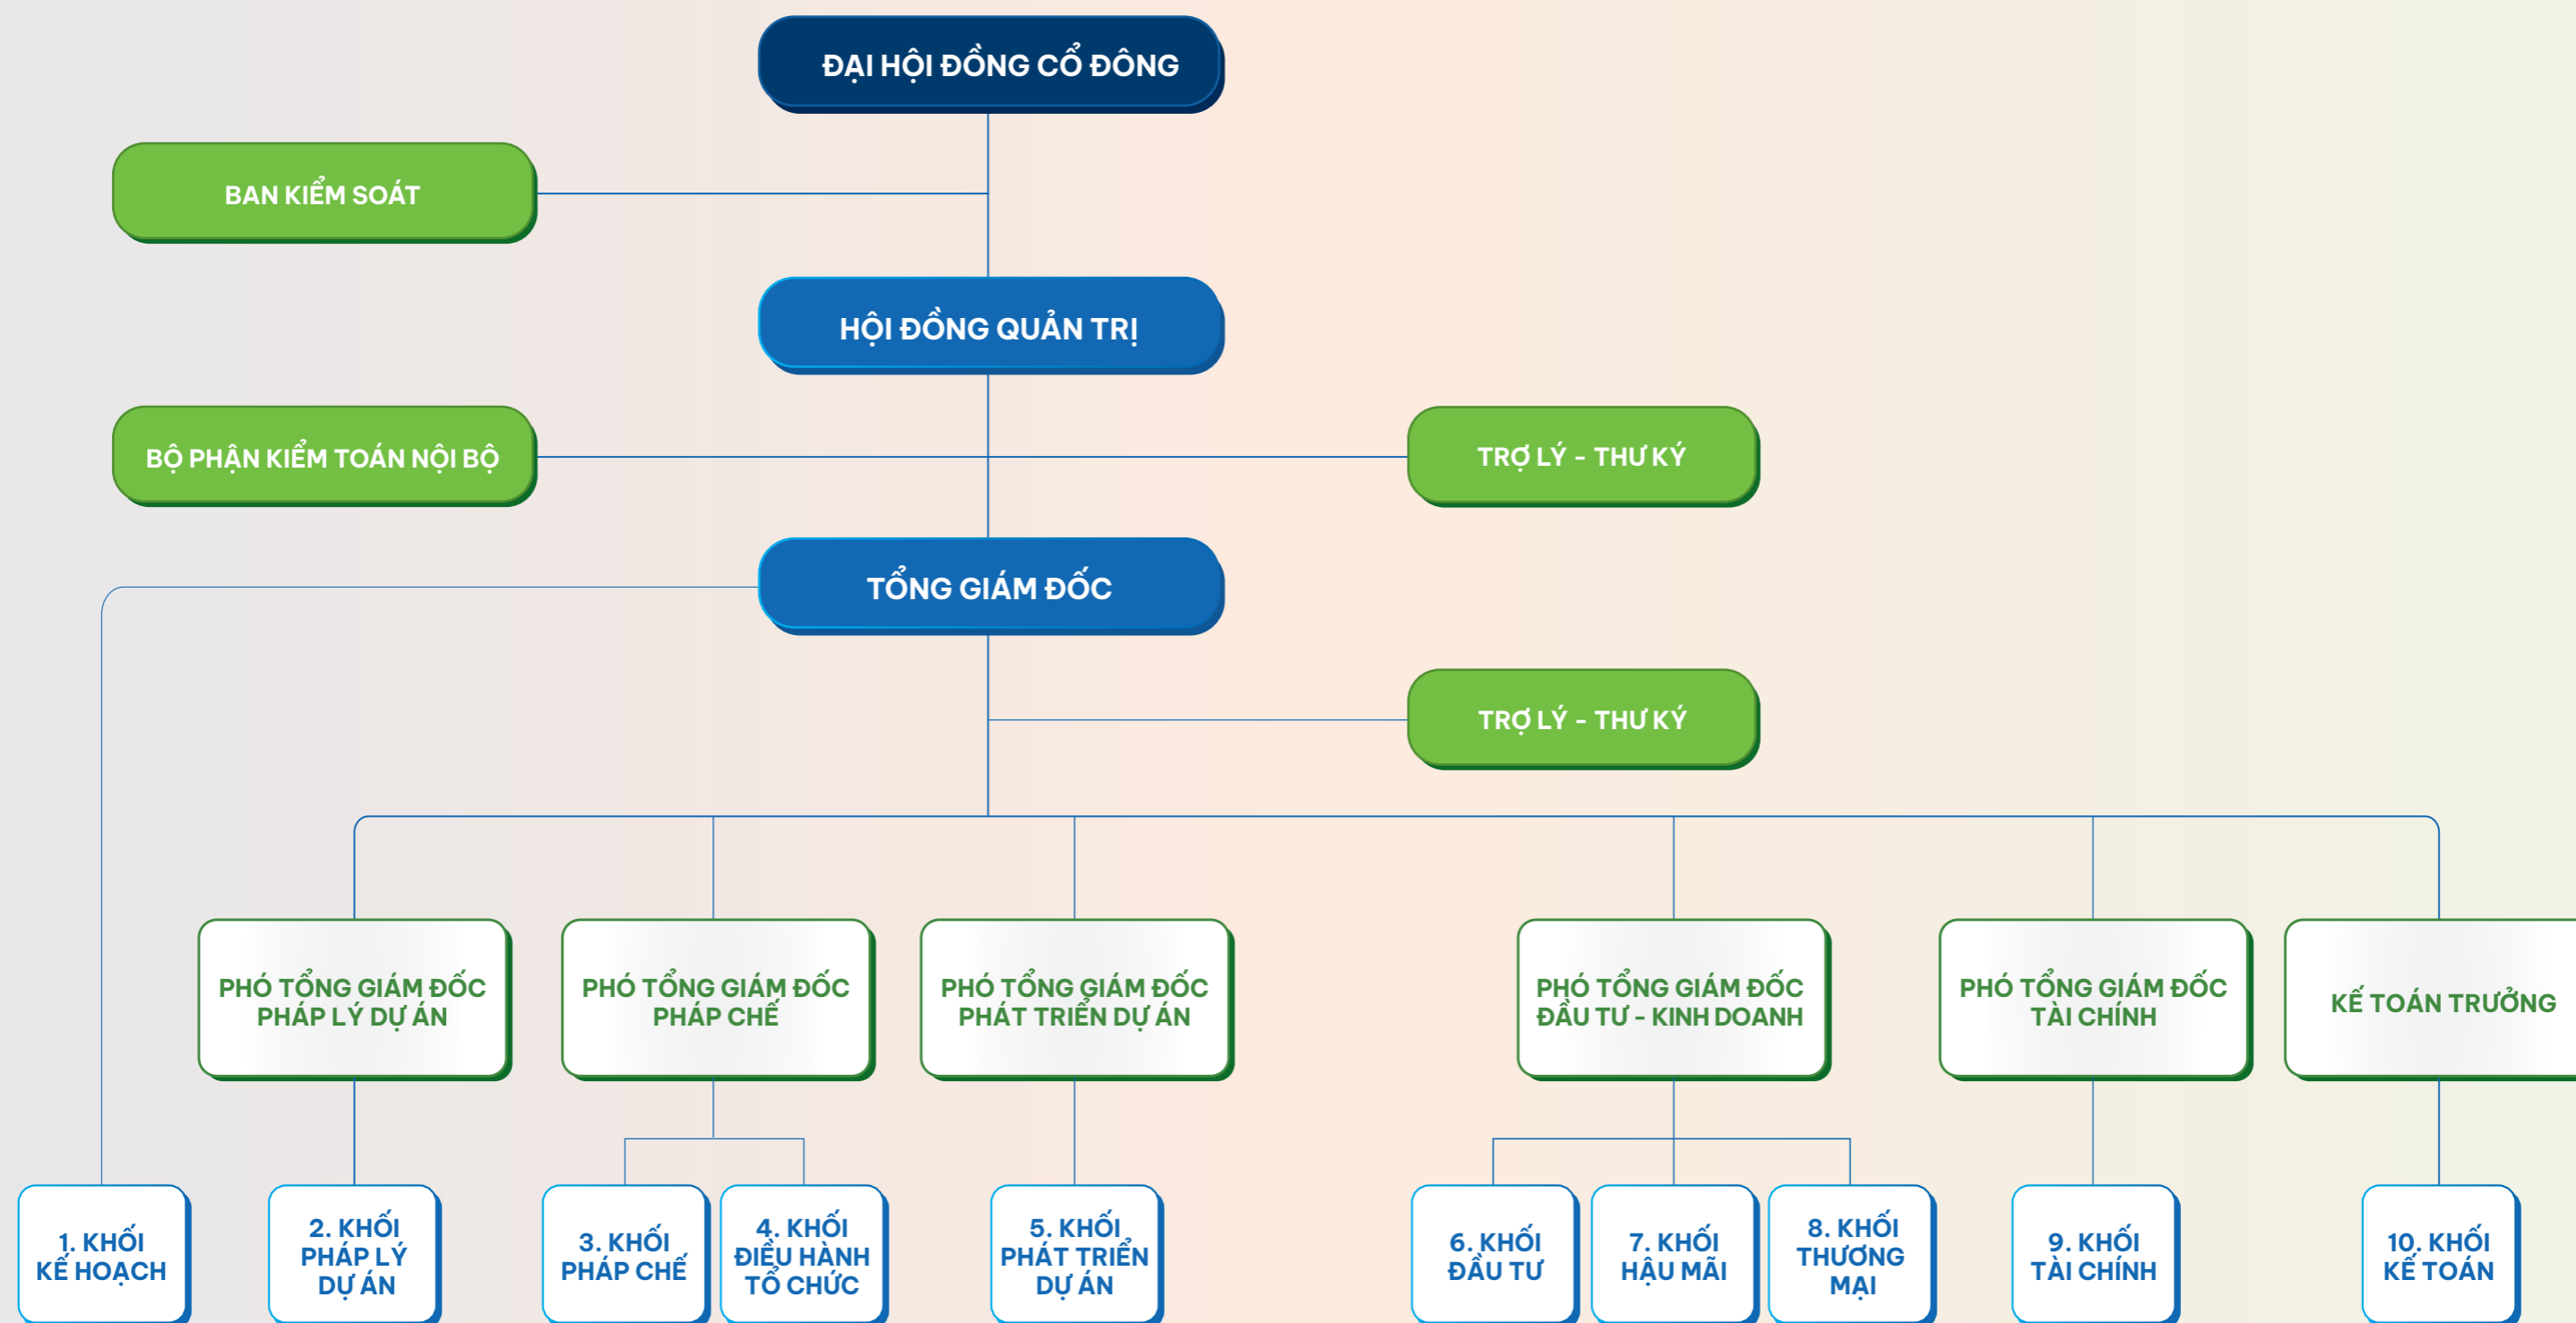 ĐẠI HỘI ĐỒNG CỔ ĐÔNG
BAN KIỂM SOÁT
HỘI ĐỒNG QUẢN TRỊ
BỘ PHẬN KIỂM TOÁN NỘI BỘ
TRỢ LÝ - THƯ KÝ
TỔNG GIÁM ĐỐC
TRỢ LÝ - THƯ KÝ
PHÓ TỔNG GIÁM ĐỐC
PHÁP LÝ DỰ ÁN
PHÓ TỔNG GIÁM ĐỐC
PHÁP CHẾ
PHÓ TỔNG GIÁM ĐỐC
PHÁT TRIỂN DỰ ÁN
PHÓ TỔNG GIÁM ĐỐC
ĐẦU TƯ - KINH DOANH
PHÓ TỔNG GIÁM ĐỐC
TÀI CHÍNH
KẾ TOÁN TRƯỞNG
1. KHỐI
KẾ HOẠCH
2. KHỐI
PHÁP LÝ
DỰ ÁN
3. KHỐI
PHÁP CHẾ
4. KHỐI
ĐIỀU HÀNH
TỔ CHỨC
5. KHỐI
PHÁT TRIỂN
DỰ ÁN
6. KHỐI
ĐẦU TƯ
7. KHỐI
HẬU MÃI
8. KHỐI
THƯƠNG
MẠI
9. KHỐI
TÀI CHÍNH
10. KHỐI
KẾ TOÁN